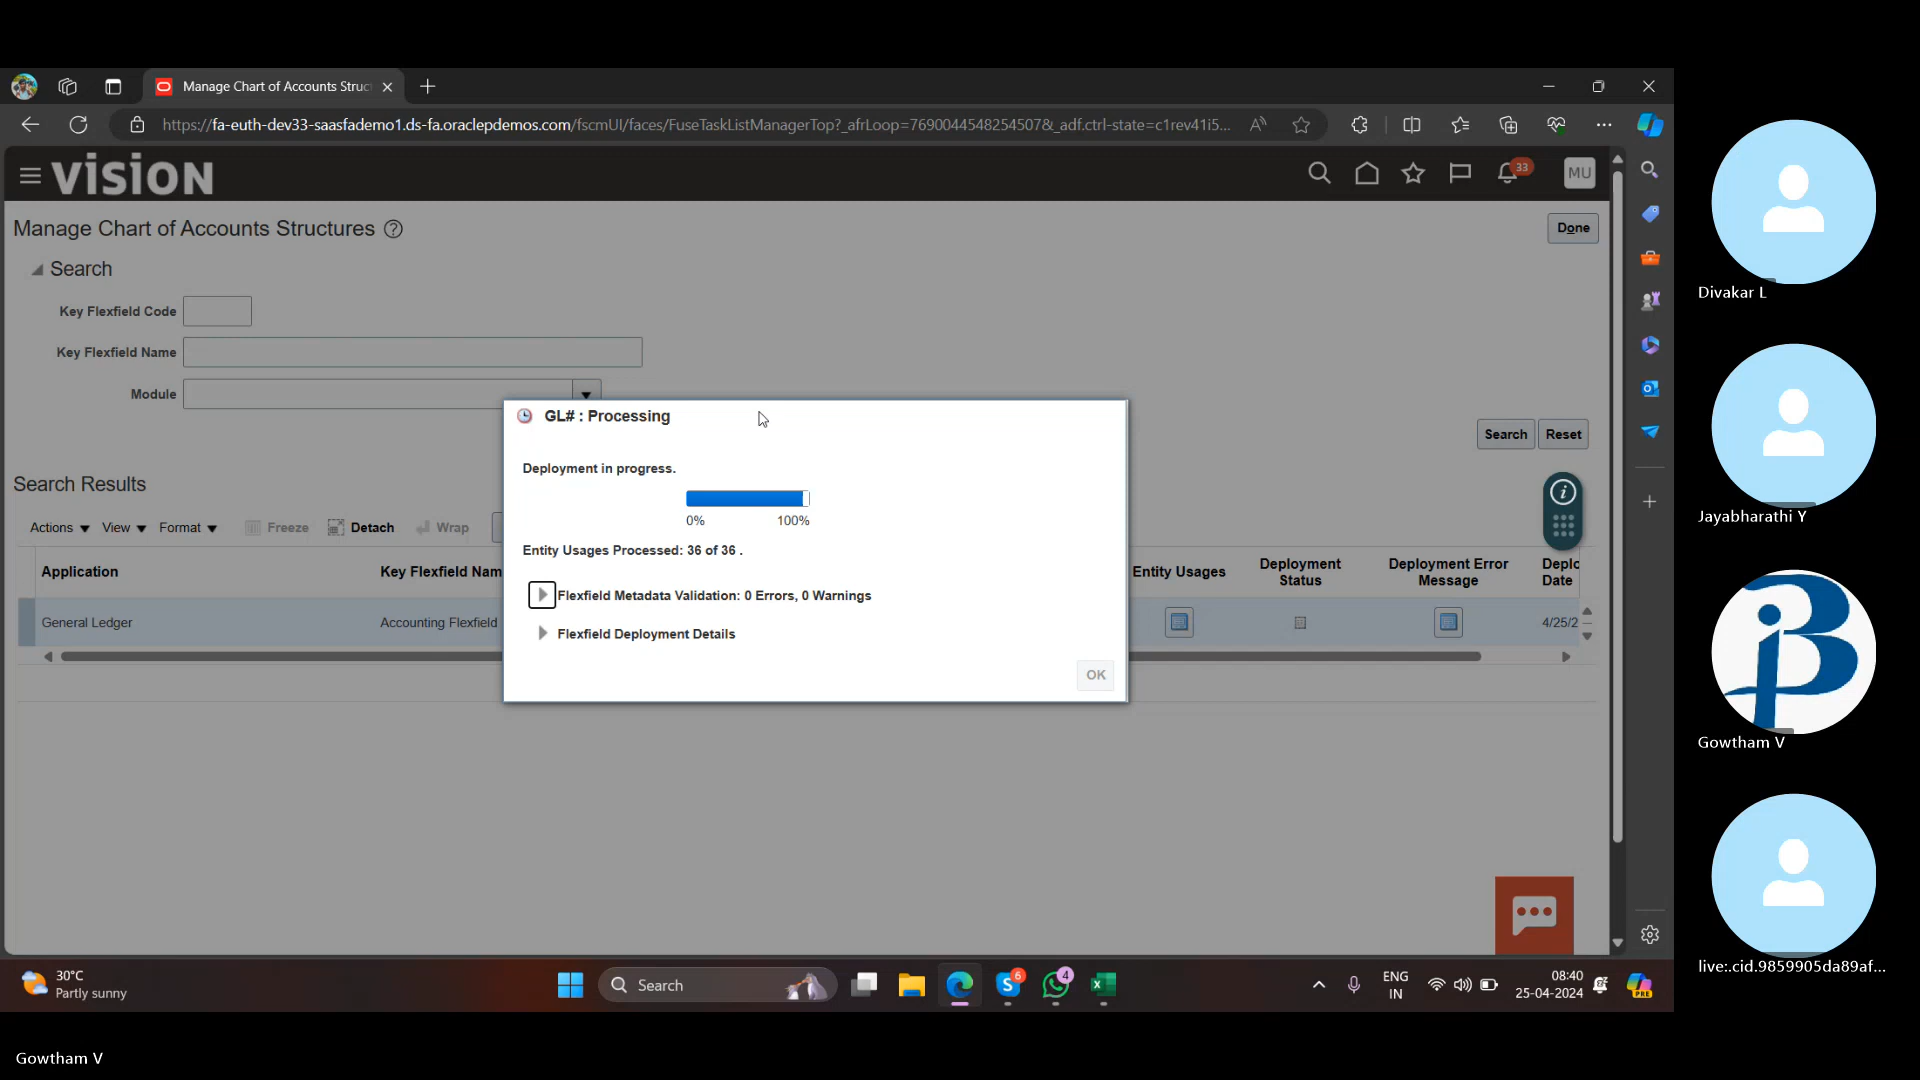 Manage Chart of Accounts Struc
https://fa-euth-dev33-saasfademo1.ds-fa.oraclepdemos.com/fscmUI/faces/FuseTaskListManagerTop?_afrLoop=7690044548254507&_adf.ctrl-state=c1rev41i5...
VISION
33
MU
Manage Chart of Accounts Structures
Done
Search
Key Flexfield Code
Key Flexfield Name
Module
Search
Reset
GL# : Processing
Deployment in progress.
0%
100%
Entity Usages Processed: 36 of 36 .
Flexfield Metadata Validation: 0 Errors, 0 Warnings
Flexfield Deployment Details
OK
Search Results
Actions
View
Format
Freeze
Detach
Wrap
Application
Key Flexfield Nam
Entity Usages
Deployment Status
Deployment Error Message
Deplo
Date
General Ledger
Accounting Flexfield
4/25/2
30°C
Partly sunny
Search
6
4
ENG
IN
08:40
25-04-2024
PRE
Divakar L
Jayabharathi Y
Gowtham V
live:.cid.9859905da89af...
Gowtham V